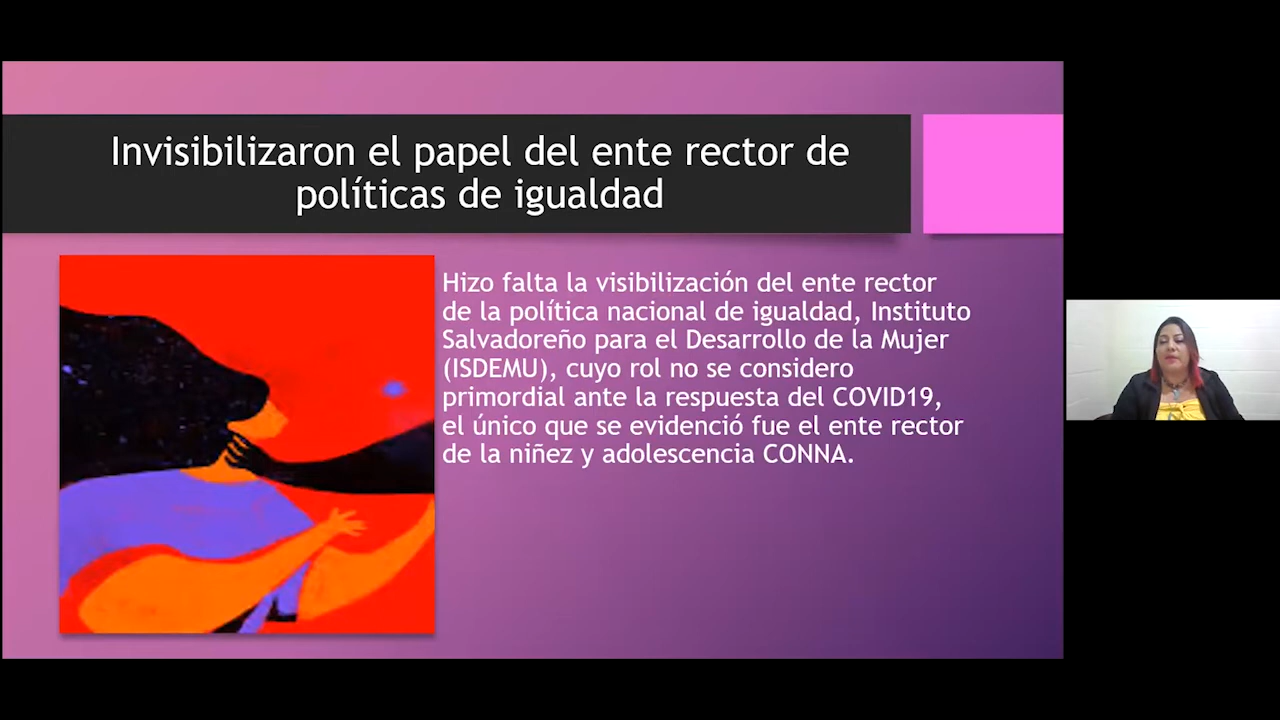 Invisibilizaron el papel del ente rector de
políticas de igualdad
Hizo falta la visibilización del ente rector
de la política nacional de igualdad, Instituto
Salvadoreño para el Desarrollo de la Mujer
(ISDEMU), cuyo rol no se considero
primordial ante la respuesta del COVID19,
el único que se evidenció fue el ente rector
de la niñez y adolescencia CONNA.